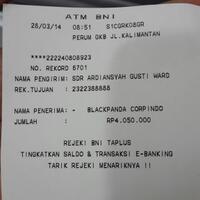 ATM BNI
28/03/14 08:51 S1CGRK08GR
PERUM GKB JL.KALIMANTAN
****222240808923
NO. REKORD 6701
NAMA PENGIRIM: SDR ARDIANSYAH GUSTI WARD
REK.TUJUAN : 2322388888
NAMA PENERIMA: - BLACKPANDA CORPINDO
JUMLAH : RP4.050.000
REJEKI BNI TAPLUS
TINGKATKAN SALDO & TRANSAKSI E-BANKING
TARIK REJEKI MENARIKNYA !!